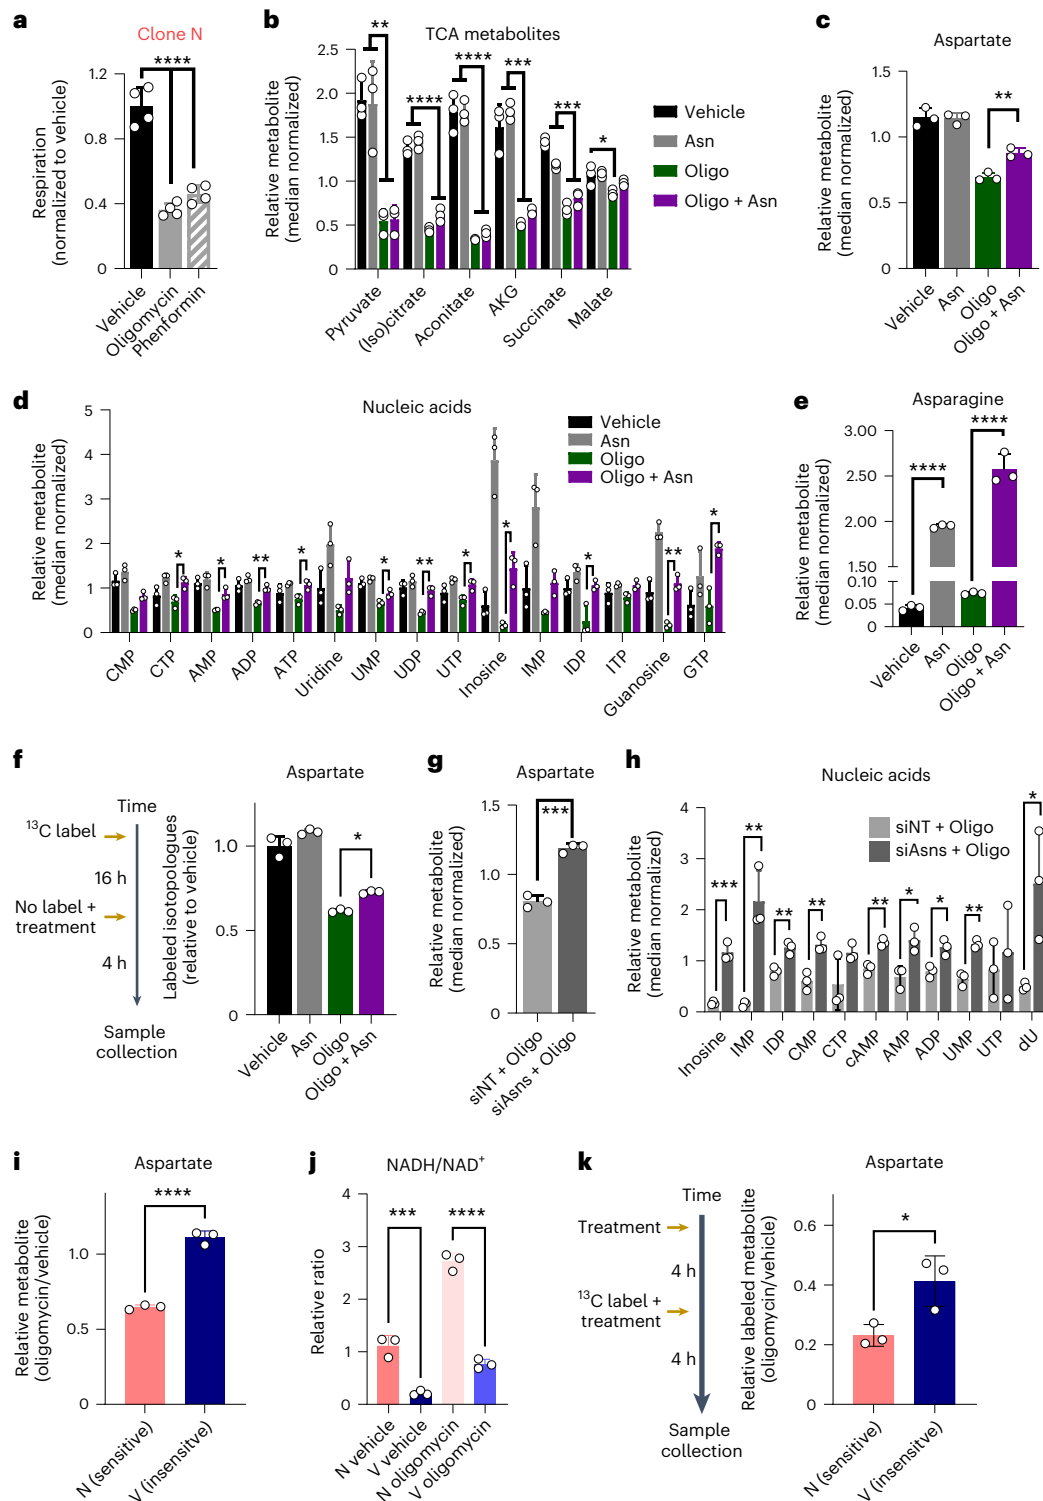 a
Clone N
****
Respiration
(normalized to vehicle)
1.2
0.8
0.4
0
Vehicle
Oligomycin
Phenformin
b
TCA metabolites
Relative metabolite
(median normalized)
2.5
2.0
1.5
1.0
0.5
0
**
****
****
***
***
*
Pyruvate
(Iso)citrate
Aconitate
AKG
Succinate
Malate
Vehicle
Asn
Oligo
Oligo + Asn
c
Aspartate
Relative metabolite
(median normalized)
1.5
1.0
0.5
0
**
Vehicle
Asn
Oligo
Oligo + Asn
d
Nucleic acids
Relative metabolite
(median normalized)
5
4
3
2
1
0
Vehicle
Asn
Oligo
Oligo + Asn
*
*
**
*
*
**
*
*
*
**
*
CMP
CTP
AMP
ADP
ATP
Uridine
UMP
UDP
UTP
Inosine
IMP
IDP
ITP
Guanosine
GTP
e
Asparagine
Relative metabolite
(median normalized)
3.00
2.50
2.00
1.50
0.10
0.05
0
****
****
Vehicle
Asn
Oligo
Oligo + Asn
f
Time
13C label
16 h
No label +
treatment
4 h
Sample
collection
Aspartate
Labeled isotopologues
(relative to vehicle)
1.0
0.5
0
*
Vehicle
Asn
Oligo
Oligo + Asn
g
Aspartate
Relative metabolite
(median normalized)
1.5
1.0
0.5
0
***
siNT + Oligo
siAsns + Oligo
h
Nucleic acids
Relative metabolite
(median normalized)
4
3
2
1
0
siNT + Oligo
siAsns + Oligo
***
**
**
**
**
*
*
**
*
Inosine
IMP
IDP
CMP
CTP
cAMP
AMP
ADP
UMP
UTP
dU
i
Aspartate
Relative metabolite
(oligomycin/vehicle)
1.0
0.5
0
****
N (sensitive)
V (insensitive)
j
NADH/NAD+
Relative ratio
4
3
2
1
0
***
****
N vehicle
V vehicle
N oligomycin
V oligomycin
k
Time
Treatment
4 h
13C label +
treatment
4 h
Sample
collection
Aspartate
Relative labeled metabolite
(oligomycin/vehicle)
0.6
0.4
0.2
0
*
N (sensitive)
V (insensitive)